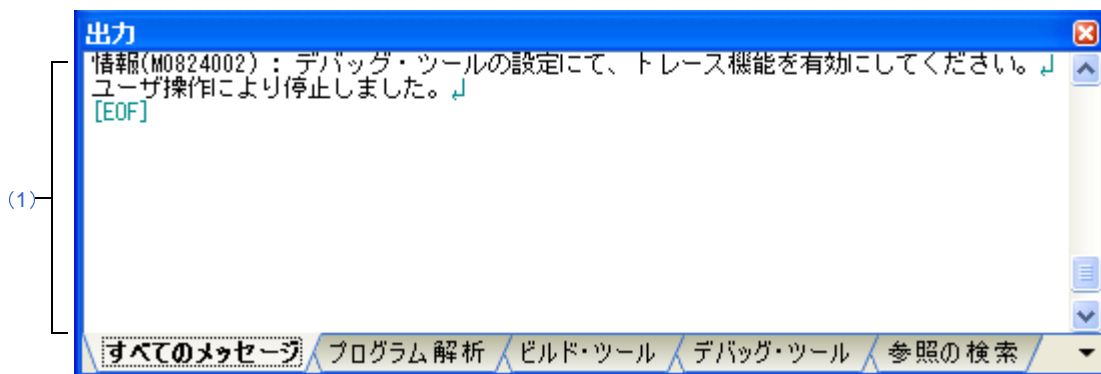 出力
情報(M0824002) : デバッグ・ツールの設定にて、トレース機能を有効にしてください。↲
ユーザ操作により停止しました。↲
[EOF]
(1)
すべてのメッセージ プログラム解析 ビルド・ツール デバッグ・ツール 参照の検索